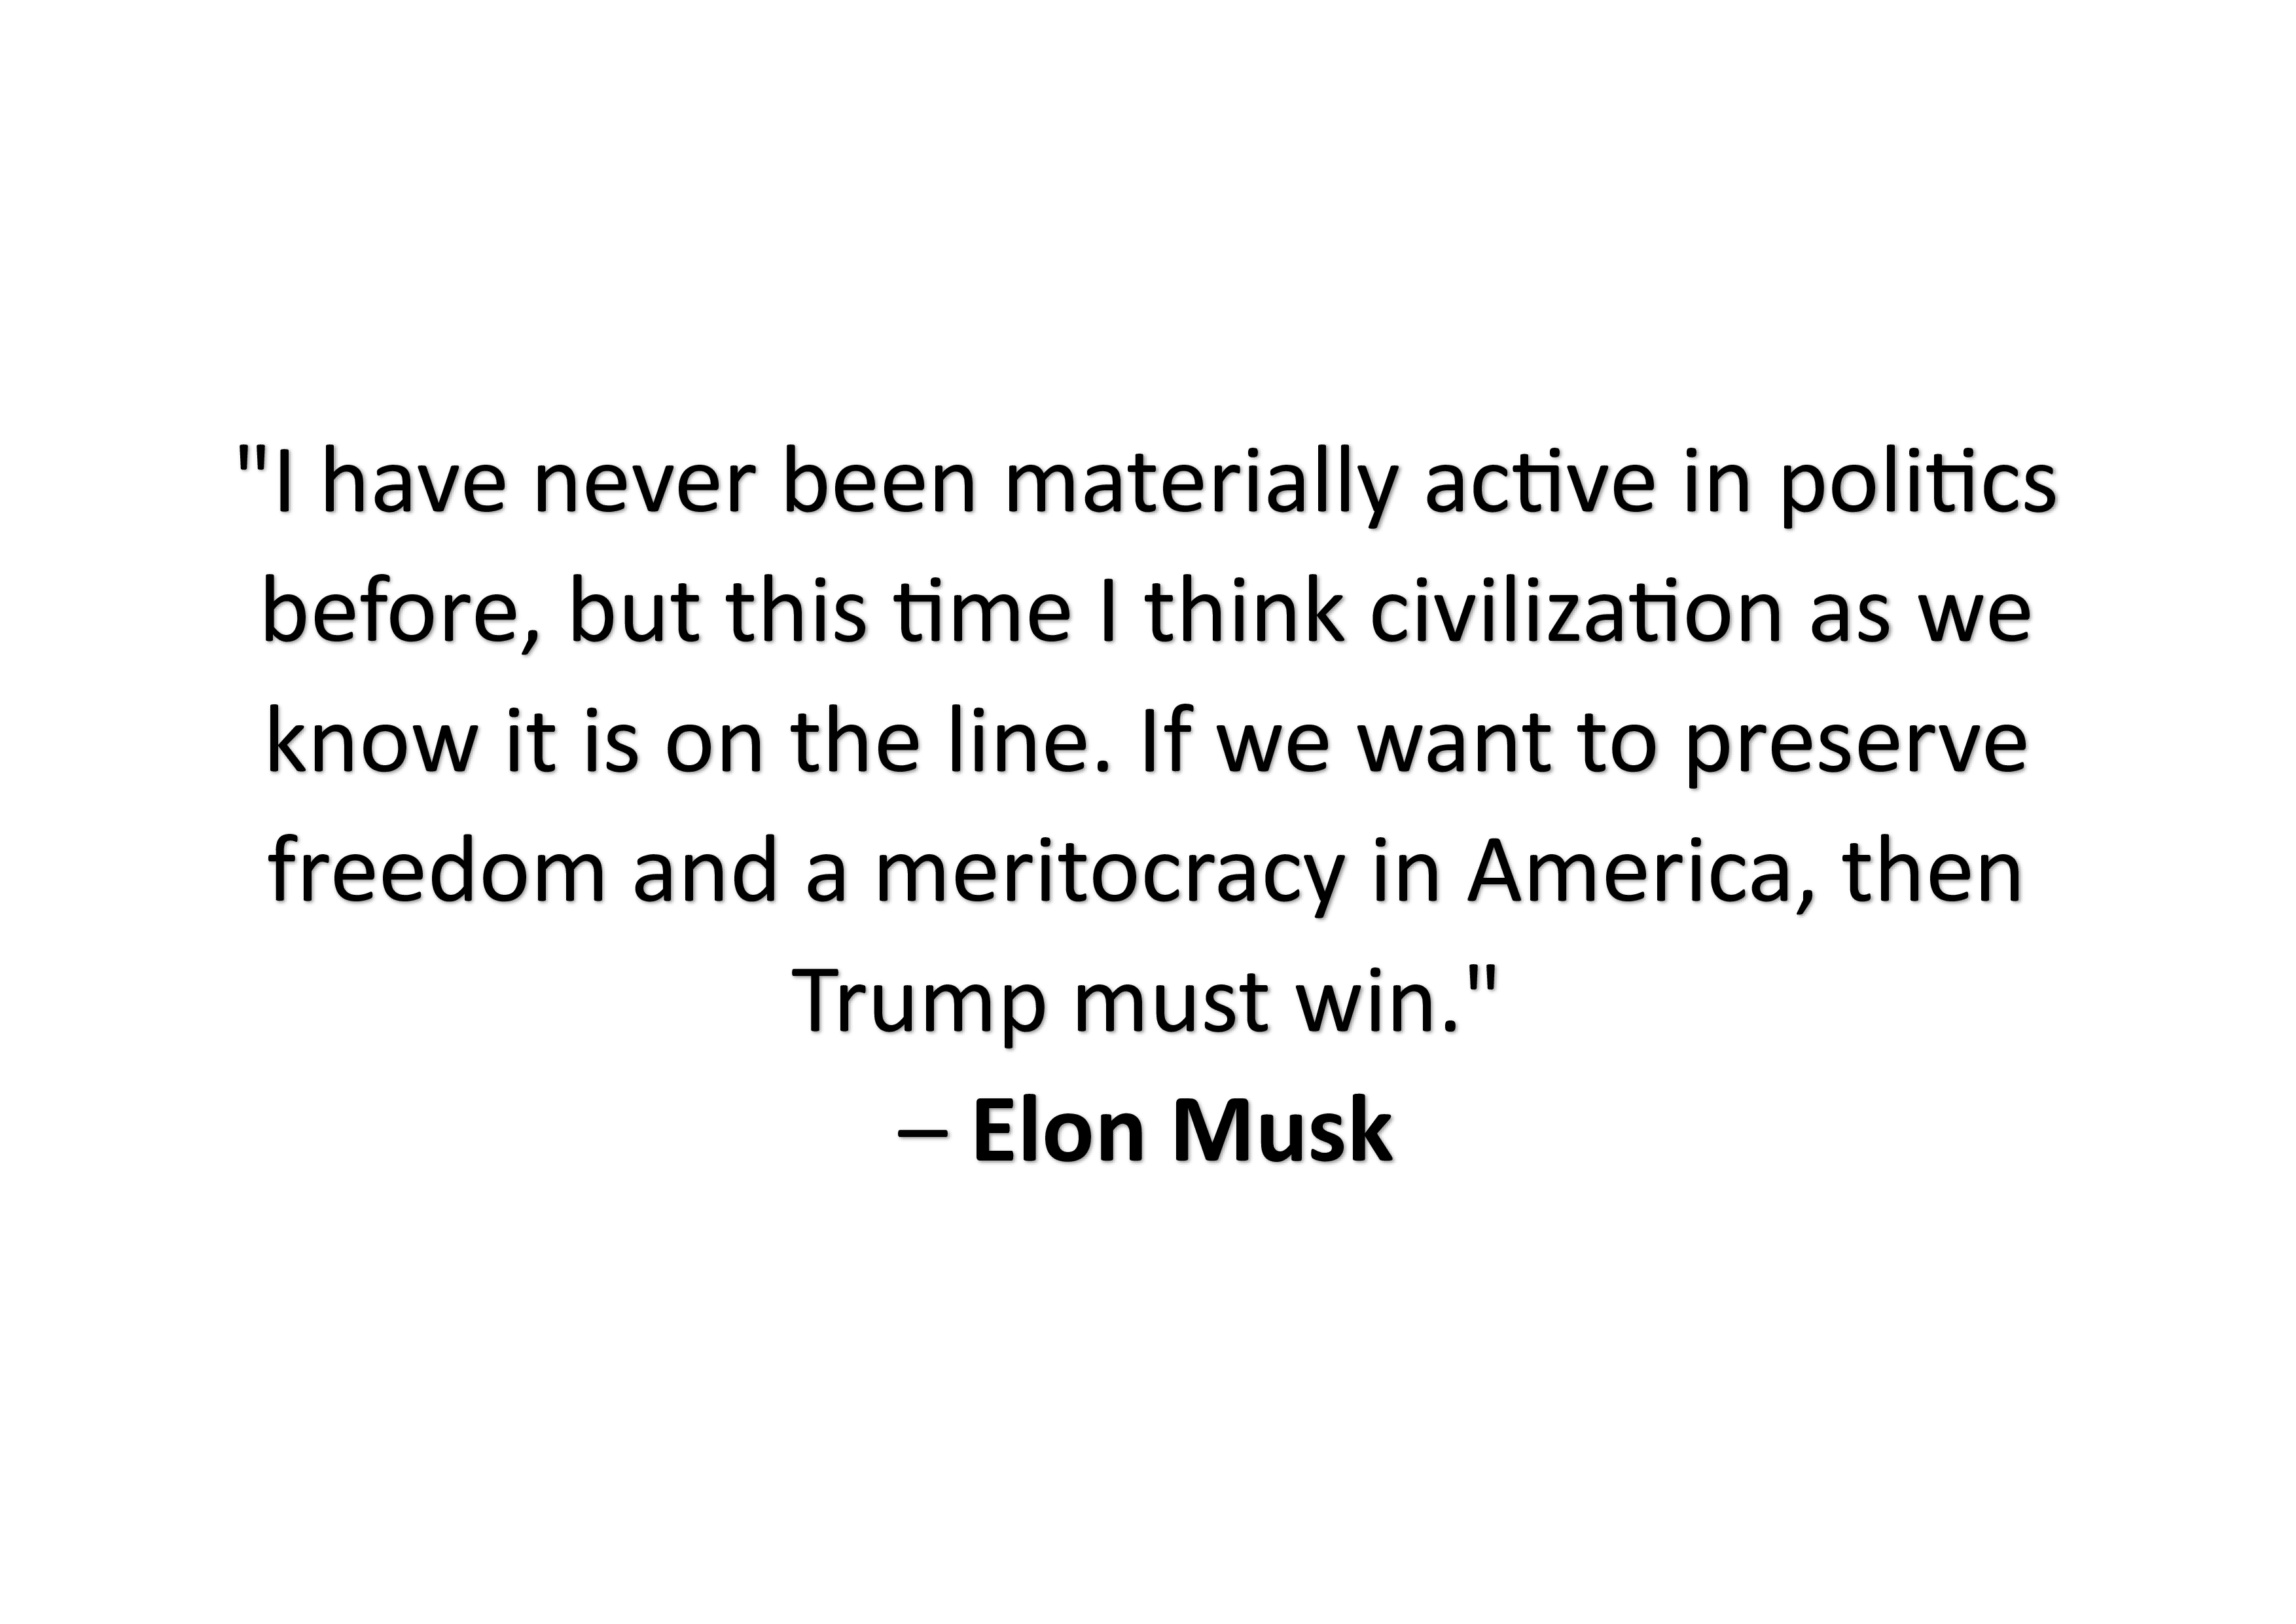 "I have never been materially active in politics
before, but this time I think civilization as we
know it is on the line. If we want to preserve
freedom and a meritocracy in America, then
Trump must win."
– Elon Musk